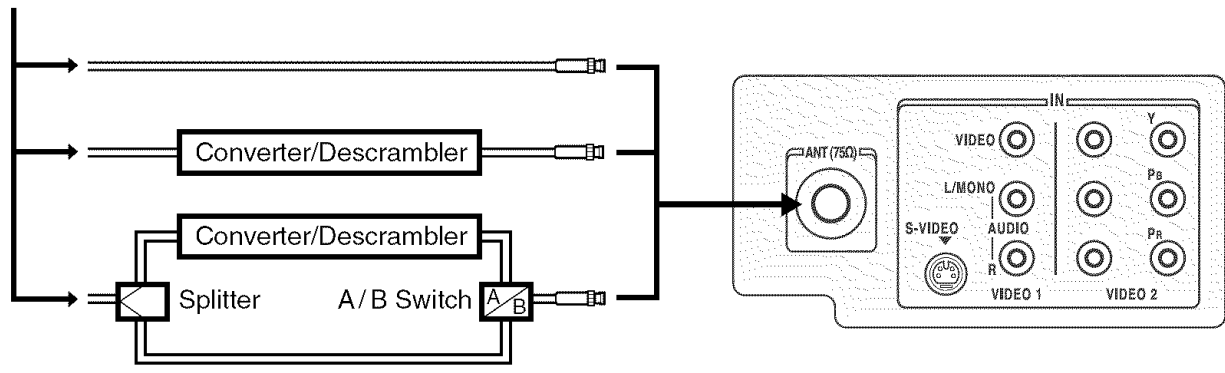 Converter/Descrambler
Converter/Descrambler
Splitter
A/B Switch
A/B
ANT (75Ω)
IN
VIDEO
Y
L/MONO
PB
S-VIDEO
AUDIO
PR
R
VIDEO 1
VIDEO 2